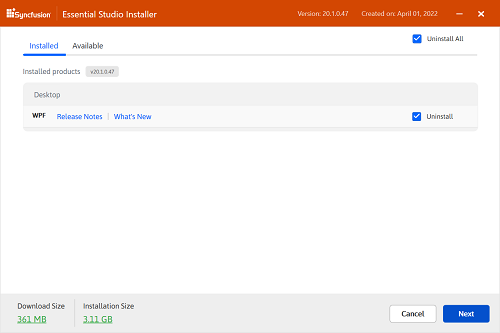 Syncfusion Essential Studio Installer Version: 20.1.0.47 Created on: April 01, 2022
Installed Available Uninstall All
Installed products v20.1.0.47
Desktop
WPF Release Notes | What's New Uninstall
Download Size Installation Size
361 MB 3.11 GB
Cancel Next